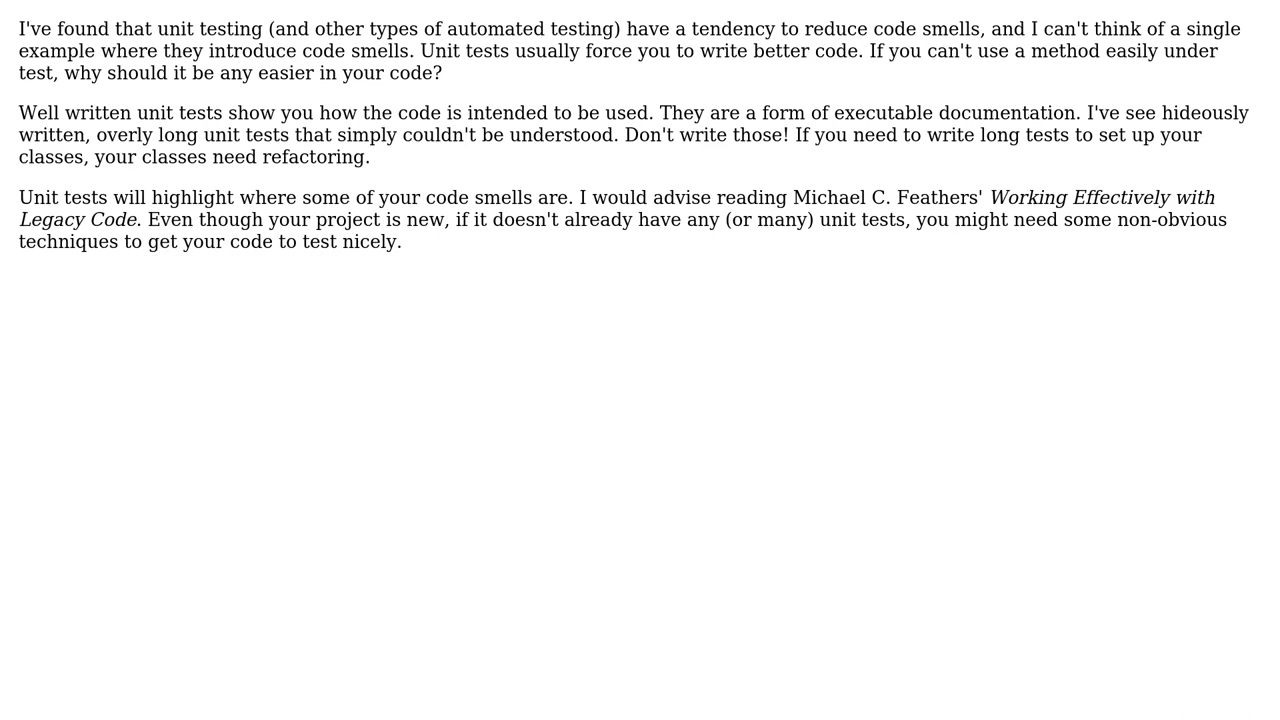 I've found that unit testing (and other types of automated testing) have a tendency to reduce code smells, and I can't think of a single
example where they introduce code smells. Unit tests usually force you to write better code. If you can't use a method easily under
test, why should it be any easier in your code?
Well written unit tests show you how the code is intended to be used. They are a form of executable documentation. I've see hideously
written, overly long unit tests that simply couldn't be understood. Don't write those! If you need to write long tests to set up your
classes, your classes need refactoring.
Unit tests will highlight where some of your code smells are. I would advise reading Michael C. Feathers' Working Effectively with
Legacy Code. Even though your project is new, if it doesn't already have any (or many) unit tests, you might need some non-obvious
techniques to get your code to test nicely.